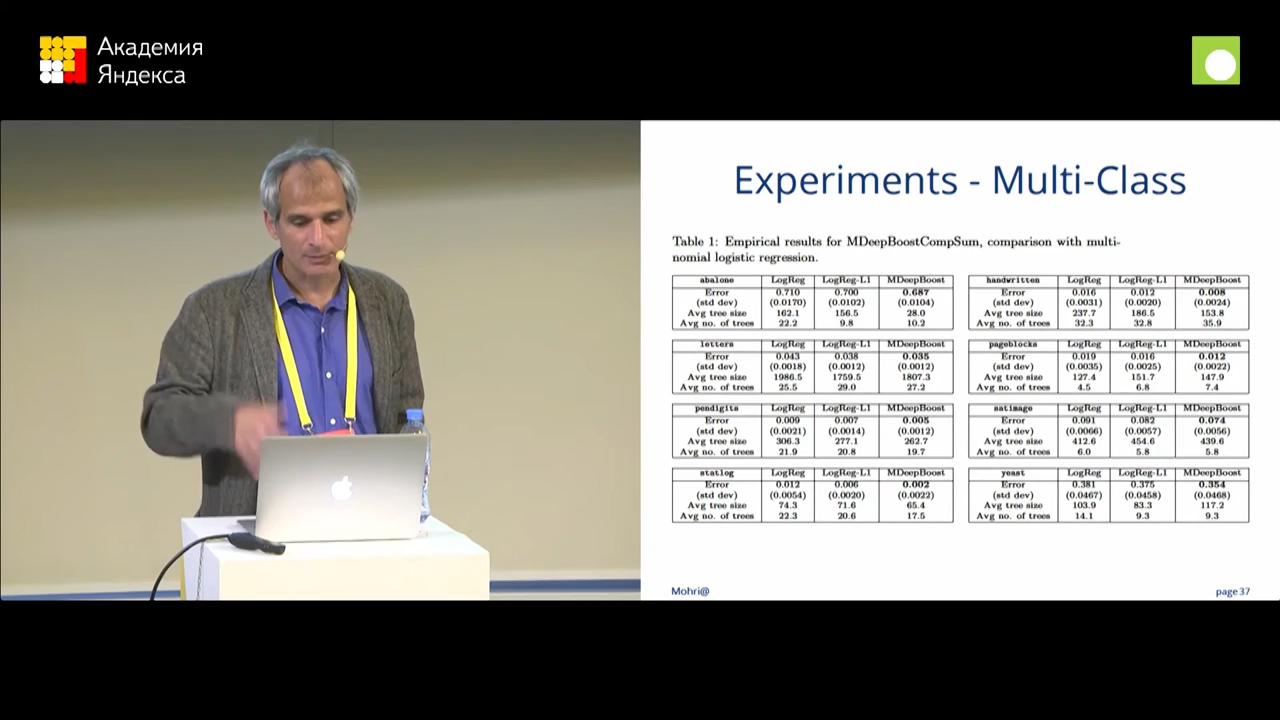 Академия
Яндекса
Experiments - Multi-Class
Table 1: Empirical results for MDeepBoostCompSum, comparison with multi-
nomial logistic regression.
abalone LogReg LogReg-L1 MDeepBoost
Error 0.710 0.700 0.687
(std dev) (0.0170) (0.0102) (0.0104)
Avg tree size 162.1 156.5 28.0
Avg no. of trees 22.2 9.8 10.2
handwritten LogReg LogReg-L1 MDeepBoost
Error 0.016 0.012 0.008
(std dev) (0.0031) (0.0020) (0.0024)
Avg tree size 237.7 186.5 153.8
Avg no. of trees 32.3 32.8 35.9
letters LogReg LogReg-L1 MDeepBoost
Error 0.043 0.038 0.035
(std dev) (0.0018) (0.0012) (0.0012)
Avg tree size 1986.5 1759.5 1807.3
Avg no. of trees 25.5 29.0 27.2
pageblocks LogReg LogReg-L1 MDeepBoost
Error 0.019 0.016 0.012
(std dev) (0.0035) (0.0025) (0.0022)
Avg tree size 127.4 151.7 147.9
Avg no. of trees 4.5 6.8 7.4
pendigits LogReg LogReg-L1 MDeepBoost
Error 0.009 0.007 0.005
(std dev) (0.0021) (0.0014) (0.0012)
Avg tree size 306.3 277.1 262.7
Avg no. of trees 21.9 20.8 19.7
satimage LogReg LogReg-L1 MDeepBoost
Error 0.091 0.082 0.074
(std dev) (0.0066) (0.0057) (0.0056)
Avg tree size 412.6 454.6 439.6
Avg no. of trees 6.0 5.8 5.8
statlog LogReg LogReg-L1 MDeepBoost
Error 0.012 0.006 0.002
(std dev) (0.0054) (0.0020) (0.0022)
Avg tree size 74.3 71.6 65.4
Avg no. of trees 22.3 20.6 17.5
yeast LogReg LogReg-L1 MDeepBoost
Error 0.381 0.375 0.354
(std dev) (0.0467) (0.0458) (0.0468)
Avg tree size 103.9 83.3 117.2
Avg no. of trees 14.1 9.3 9.3
Mohri@
page 37